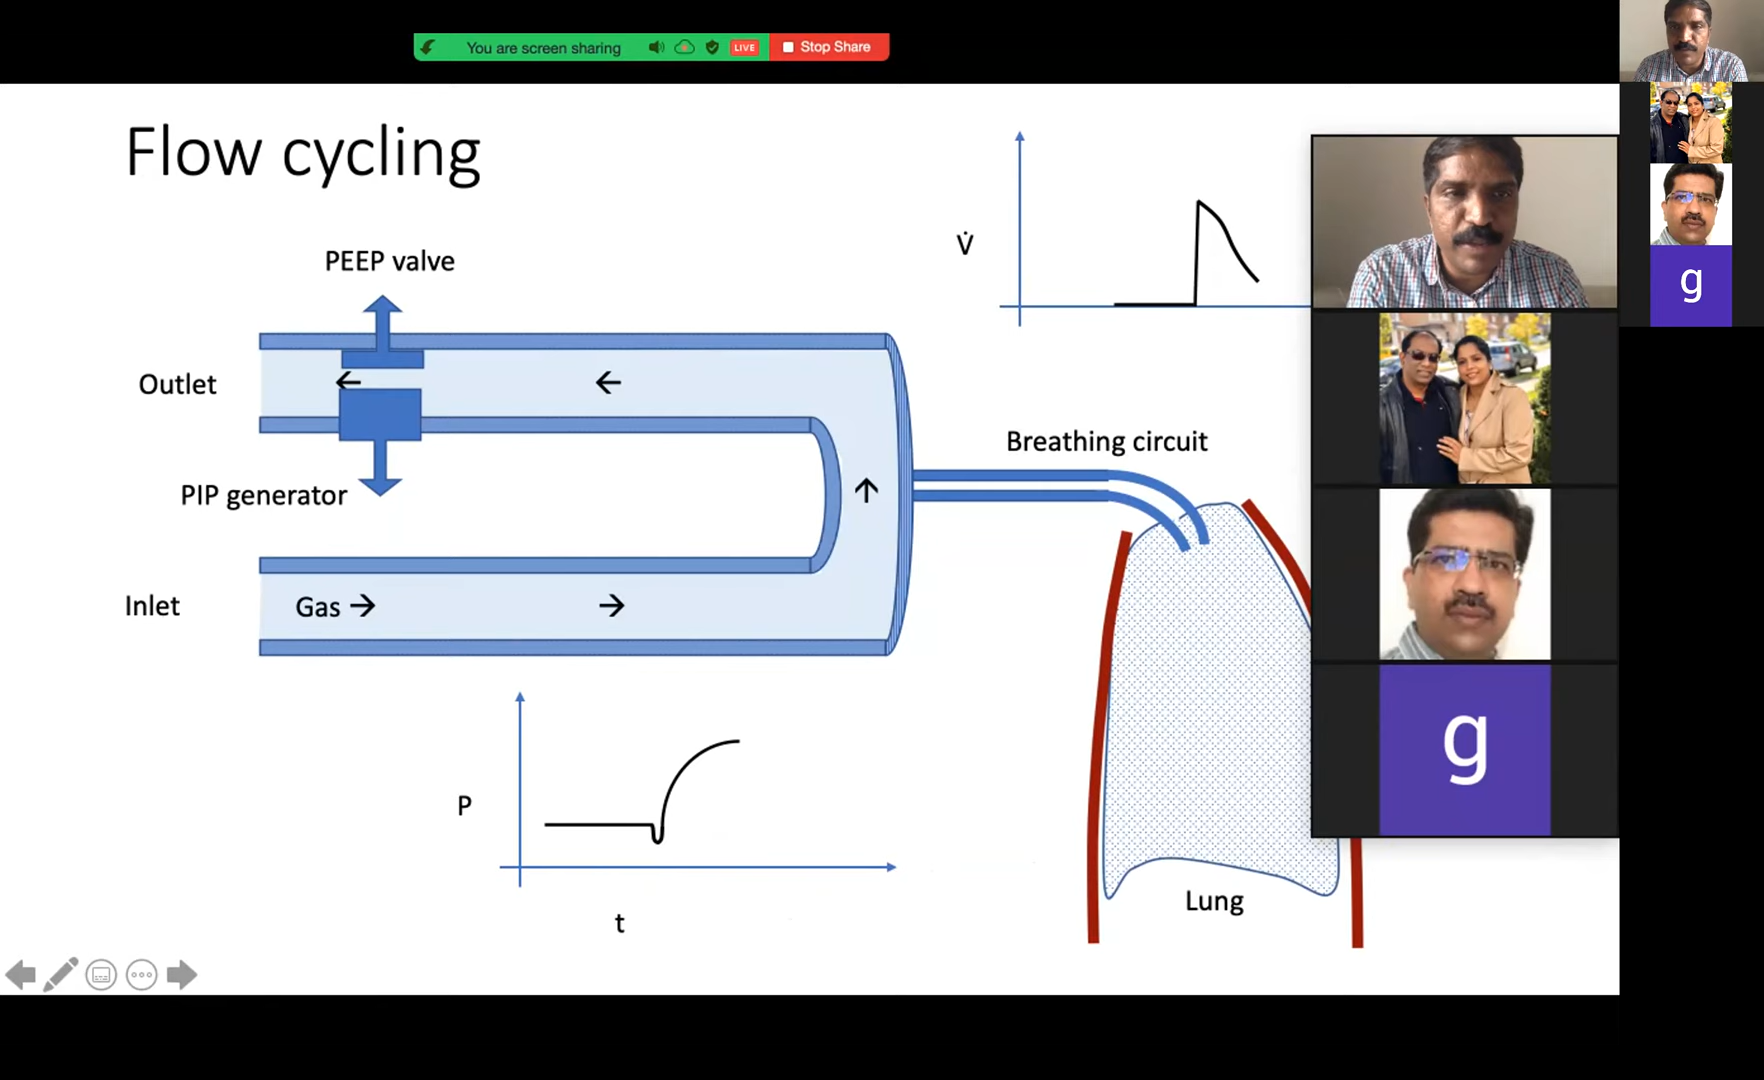 You are screen sharing LIVE Stop Share
Flow cycling
PEEP valve
V̇
Outlet
Breathing circuit
PIP generator
Inlet
Gas →
P
t
Lung
g
g